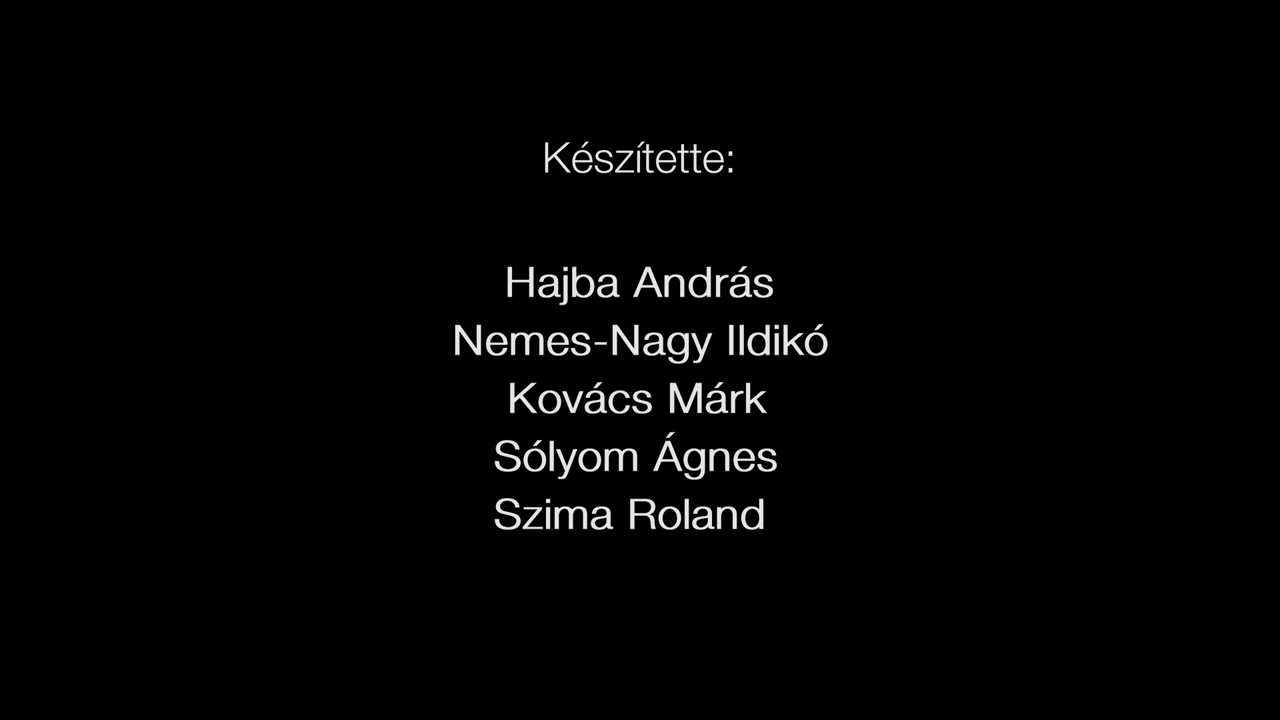 Készítette:
Hajba András
Nemes-Nagy Ildikó
Kovács Márk
Sólyom Ágnes
Szima Roland